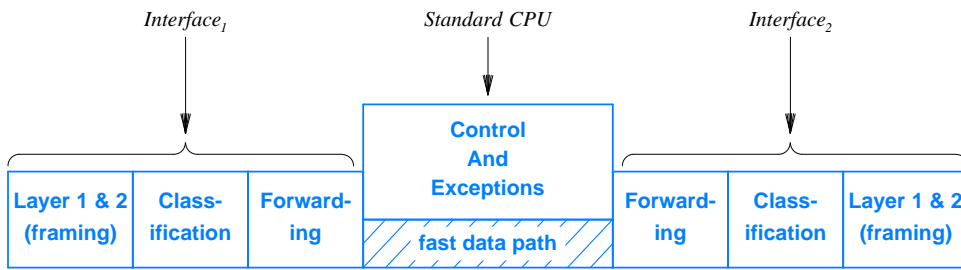 Interface1
Standard CPU
Interface2
Control
And
Exceptions
Layer 1 & 2
(framing)
Class-
ification
Forward-
ing
fast data path
Forward-
ing
Class-
ification
Layer 1 & 2
(framing)